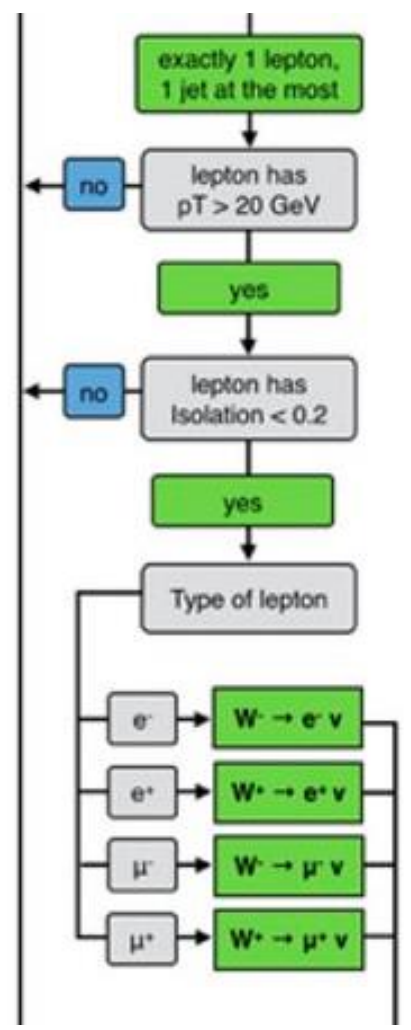 exactly 1 lepton,
1 jet at the most
no
lepton has
pT > 20 GeV
yes
no
lepton has
Isolation < 0.2
yes
Type of lepton
e⁻
W⁻ → e⁻ ν
e⁺
W⁺ → e⁺ ν
μ⁻
W⁻ → μ⁻ ν
μ⁺
W⁺ → μ⁺ ν